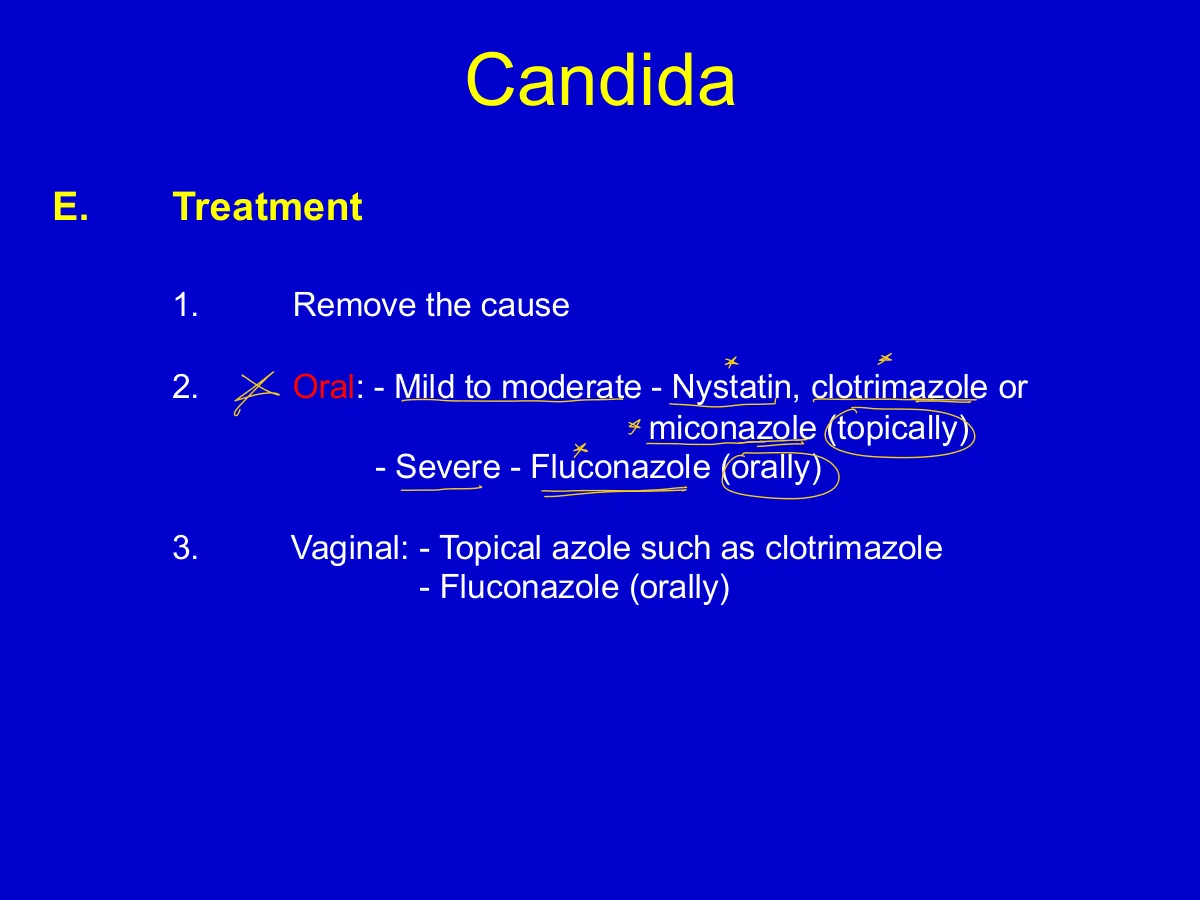 Candida
E. Treatment
1. Remove the cause
2. Oral: - Mild to moderate - Nystatin, clotrimazole or
miconazole (topically)
- Severe - Fluconazole (orally)
3. Vaginal: - Topical azole such as clotrimazole
- Fluconazole (orally)